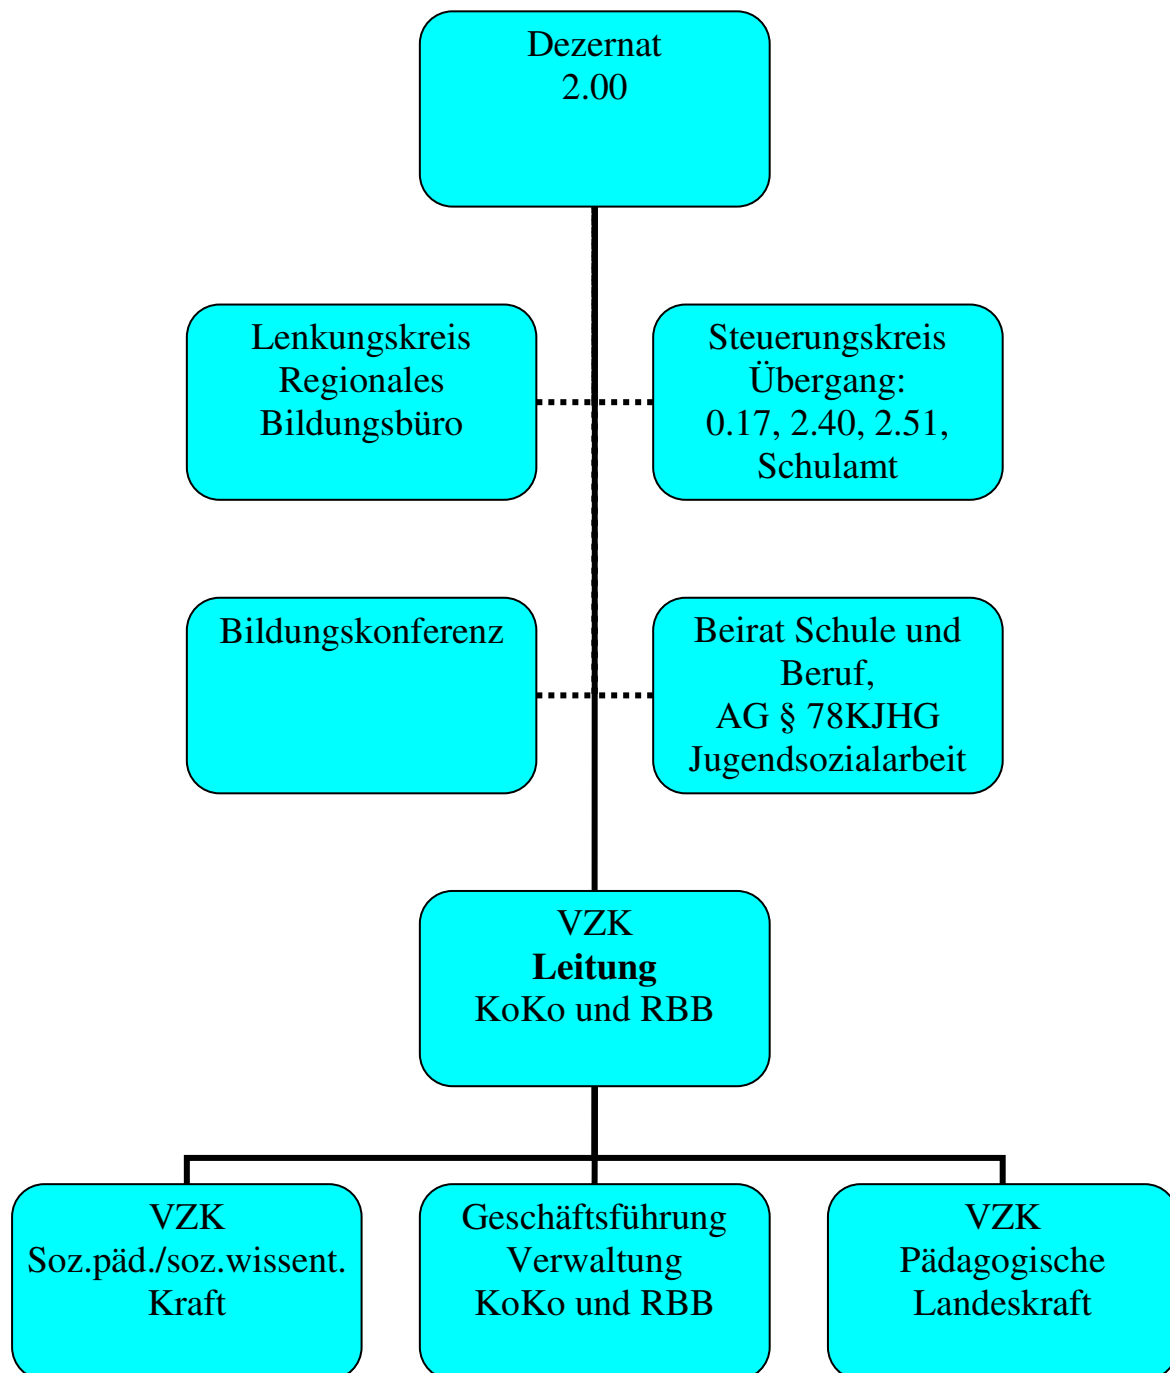 Dezernat
2.00
Lenkungskreis
Regionales
Bildungsbüro
Steuerungskreis
Übergang:
0.17, 2.40, 2.51,
Schulamt
Bildungskonferenz
Beirat Schule und
Beruf,
AG § 78KJHG
Jugendsozialarbeit
VZK
Leitung
KoKo und RBB
VZK
Soz.päd./soz.wissent.
Kraft
Geschäftsführung
Verwaltung
KoKo und RBB
VZK
Pädagogische
Landeskraft